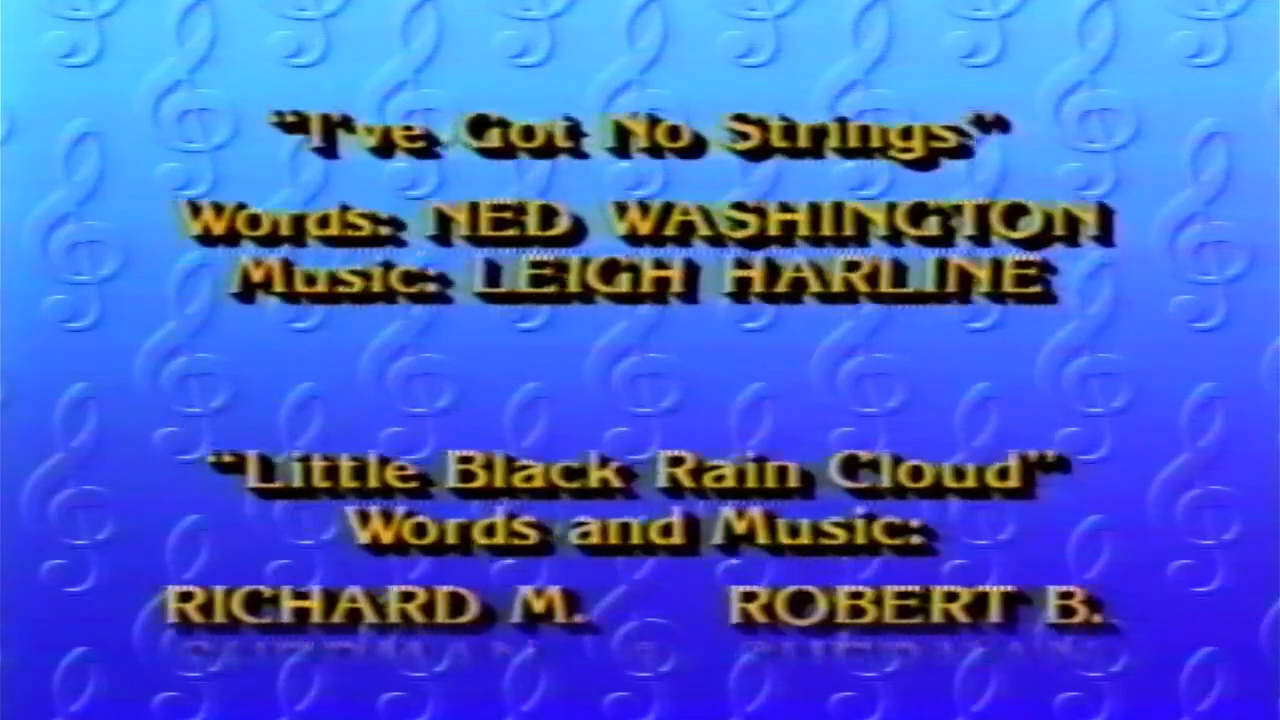 “I've Got No Strings”
Words: NED WASHINGTON
Music: LEIGH HARLINE
“Little Black Rain Cloud”
Words and Music:
RICHARD M. ROBERT B.